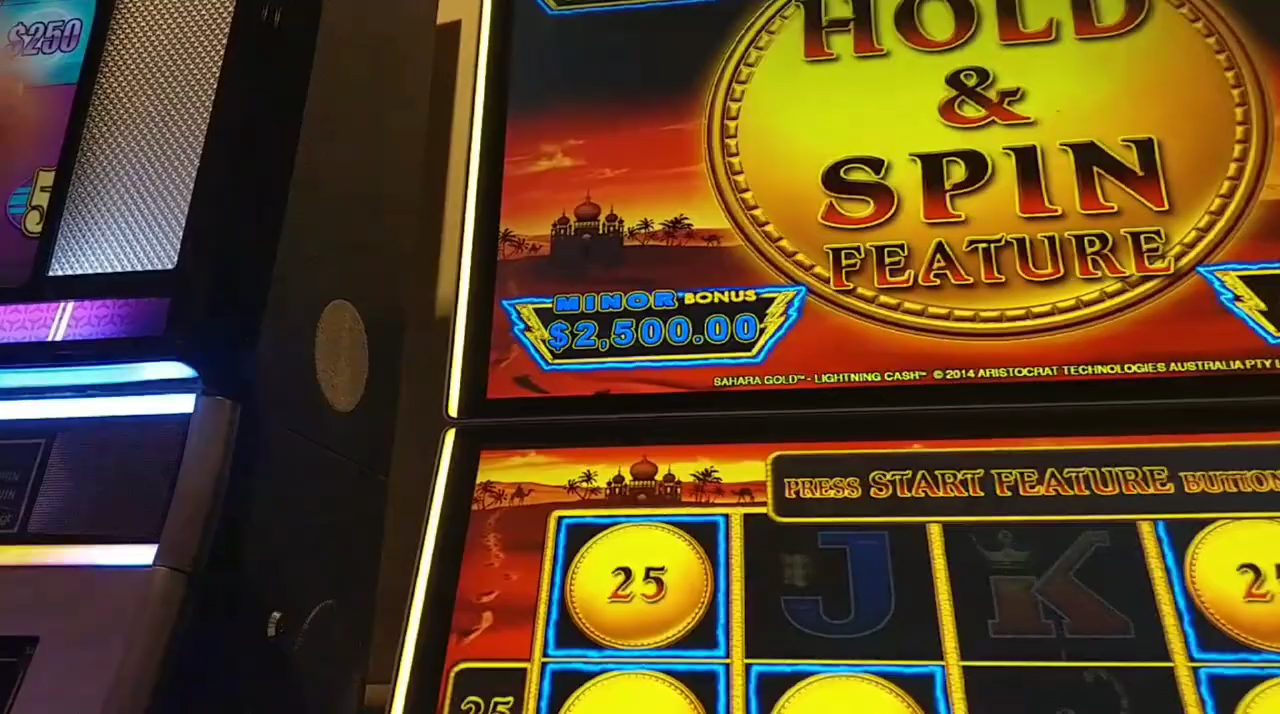 $250
5
HOLD
&
SPIN
FEATURE
MINOR BONUS
$2,500.00
SAHARA GOLD™ - LIGHTNING CASH™ © 2014 ARISTOCRAT TECHNOLOGIES AUSTRALIA PTY
PRESS START FEATURE BUTTON
25 J K
25